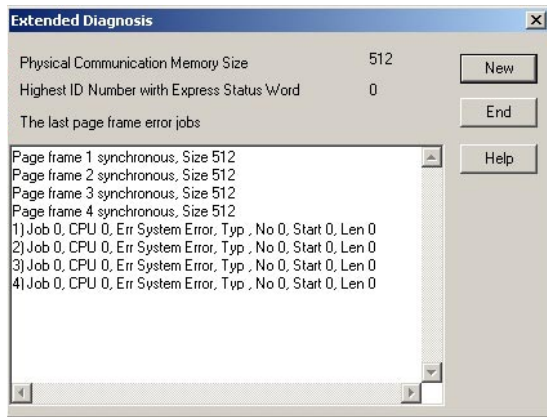 Extended Diagnosis
Physical Communication Memory Size 512
New
Highest ID Number wirth Express Status Word 0
End
The last page frame error jobs
Help
Page frame 1 synchronous, Size 512
Page frame 2 synchronous, Size 512
Page frame 3 synchronous, Size 512
Page frame 4 synchronous, Size 512
1) Job 0, CPU 0, Err System Error, Typ , No 0, Start 0, Len 0
2) Job 0, CPU 0, Err System Error, Typ , No 0, Start 0, Len 0
3) Job 0, CPU 0, Err System Error, Typ , No 0, Start 0, Len 0
4) Job 0, CPU 0, Err System Error, Typ , No 0, Start 0, Len 0